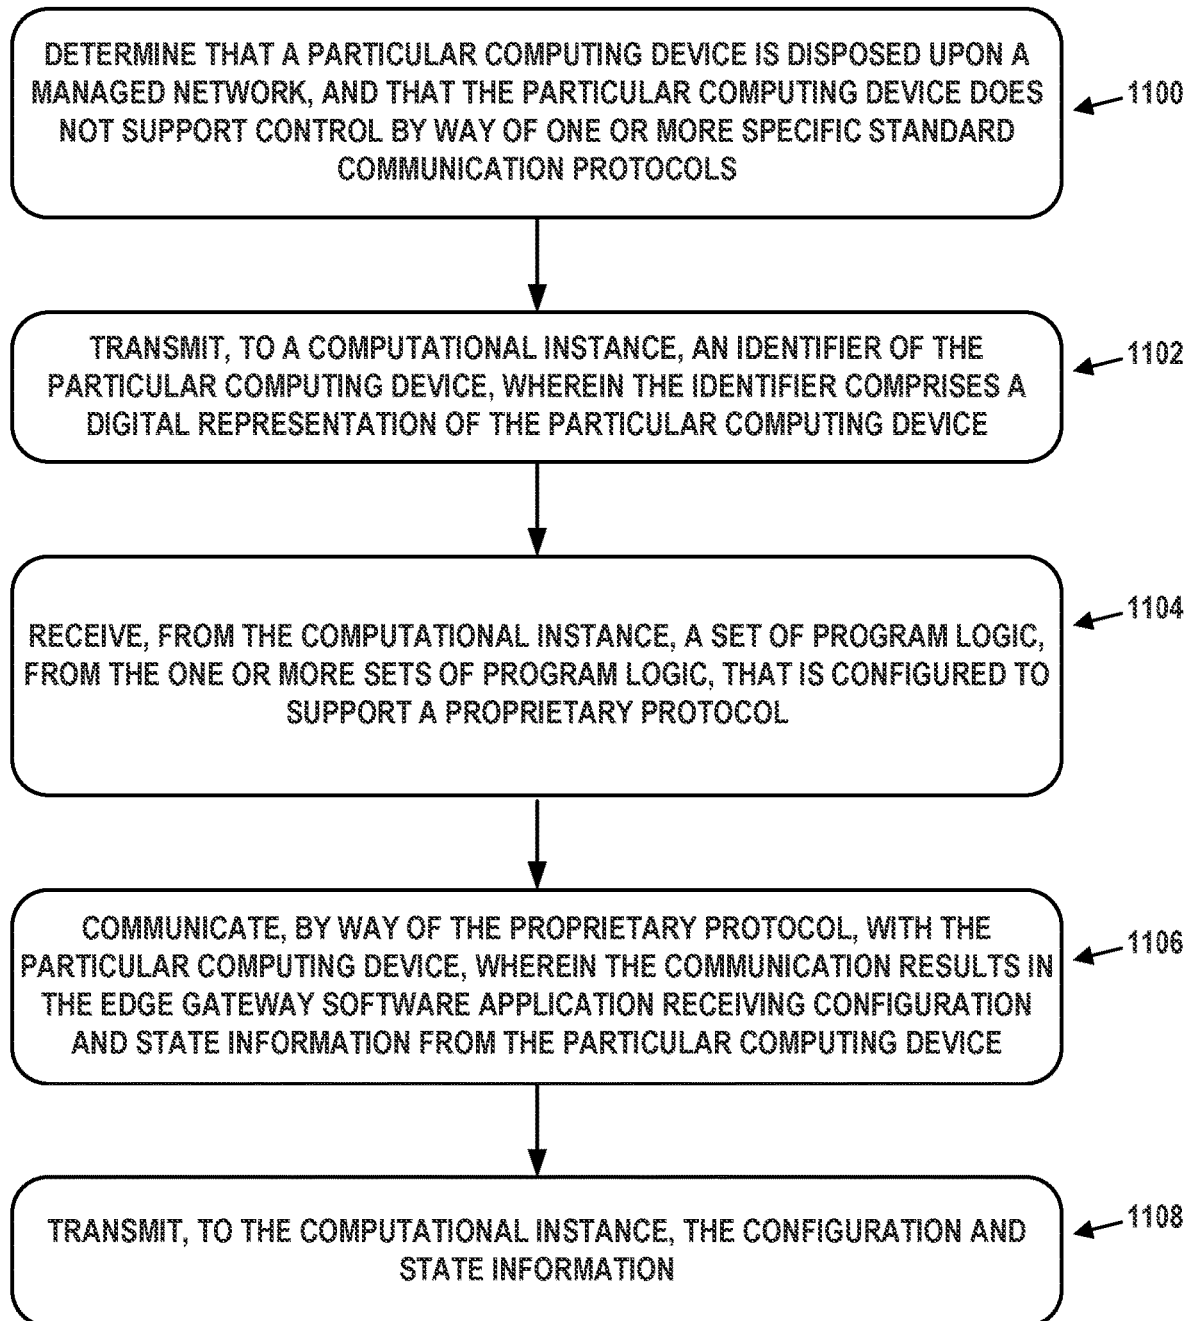 DETERMINE THAT A PARTICULAR COMPUTING DEVICE IS DISPOSED UPON A
MANAGED NETWORK, AND THAT THE PARTICULAR COMPUTING DEVICE DOES
NOT SUPPORT CONTROL BY WAY OF ONE OR MORE SPECIFIC STANDARD
COMMUNICATION PROTOCOLS
1100
TRANSMIT, TO A COMPUTATIONAL INSTANCE, AN IDENTIFIER OF THE
PARTICULAR COMPUTING DEVICE, WHEREIN THE IDENTIFIER COMPRISES A
DIGITAL REPRESENTATION OF THE PARTICULAR COMPUTING DEVICE
1102
RECEIVE, FROM THE COMPUTATIONAL INSTANCE, A SET OF PROGRAM LOGIC,
FROM THE ONE OR MORE SETS OF PROGRAM LOGIC, THAT IS CONFIGURED TO
SUPPORT A PROPRIETARY PROTOCOL
1104
COMMUNICATE, BY WAY OF THE PROPRIETARY PROTOCOL, WITH THE
PARTICULAR COMPUTING DEVICE, WHEREIN THE COMMUNICATION RESULTS IN
THE EDGE GATEWAY SOFTWARE APPLICATION RECEIVING CONFIGURATION
AND STATE INFORMATION FROM THE PARTICULAR COMPUTING DEVICE
1106
TRANSMIT, TO THE COMPUTATIONAL INSTANCE, THE CONFIGURATION AND
STATE INFORMATION
1108